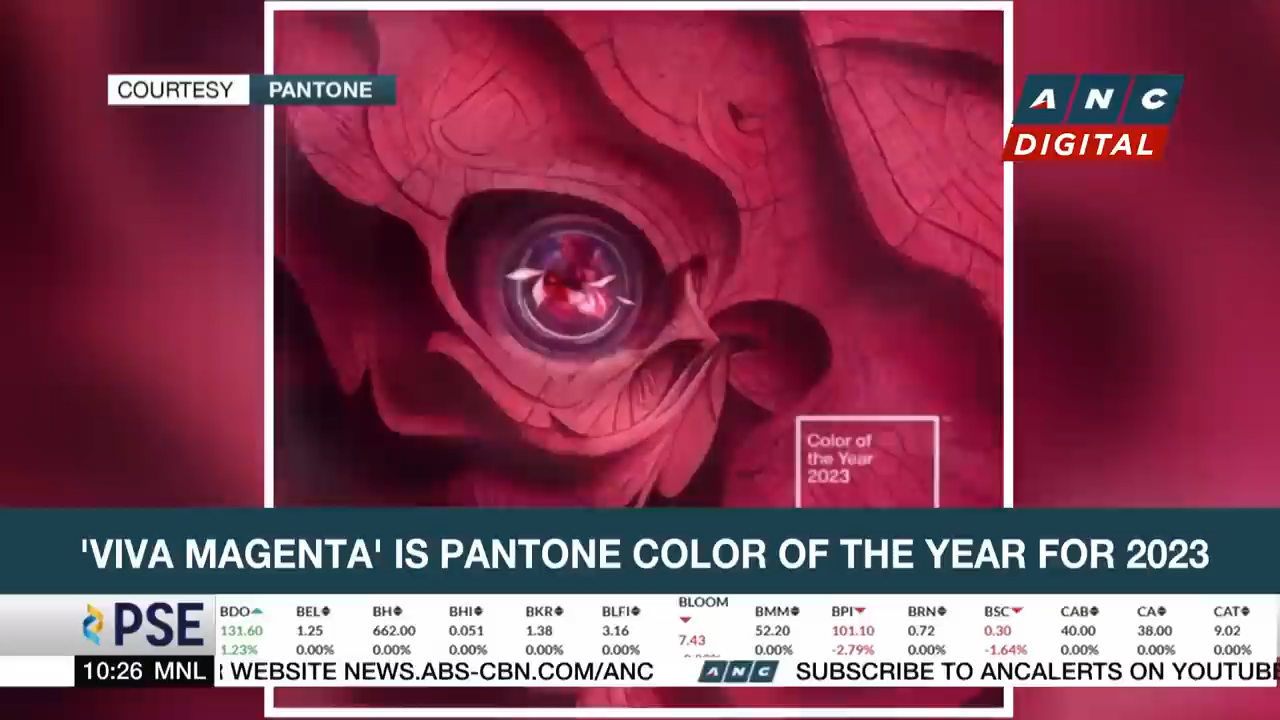 COURTESY PANTONE
ANC
DIGITAL
Color of
the Year
2023
'VIVA MAGENTA' IS PANTONE COLOR OF THE YEAR FOR 2023
PSE
BDO BEL BH BHI BKR BLFI BLOOM BMM BPI BRN BSC CAB CA CAT
131.60 1.25 662.00 0.051 1.38 3.16 7.43 52.20 101.10 0.72 0.30 40.00 38.00 9.02
1.23% 0.00% 0.00% 0.00% 0.00% 0.00% 0.00% -2.79% 0.00% -1.64% 0.00% 0.00% 0.00%
10:26 MNL R WEBSITE NEWS.ABS-CBN.COM/ANC ANC SUBSCRIBE TO ANCALERTS ON YOUTUBE